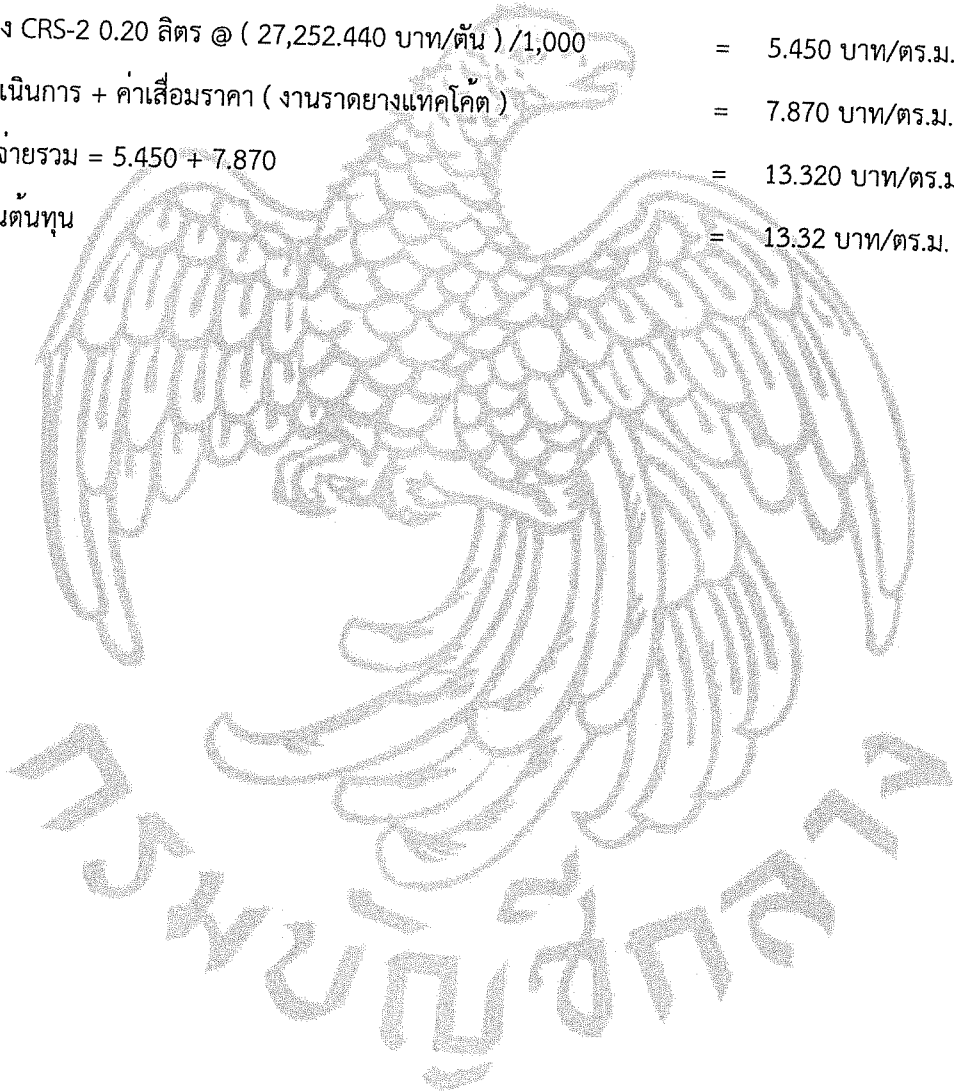 ง CRS-2 0.20 ลิตร @ ( 27,252.440 บาท/ตัน ) /1,000 = 5.450 บาท/ตร.ม.
เนินการ + ค่าเสื่อมราคา ( งานราดยางแทคโค้ต ) = 7.870 บาท/ตร.ม.
จ่ายรวม = 5.450 + 7.870 = 13.320 บาท/ตร.ม
นต้นทุน = 13.32 บาท/ตร.ม.
กรมบัญชีกลาง